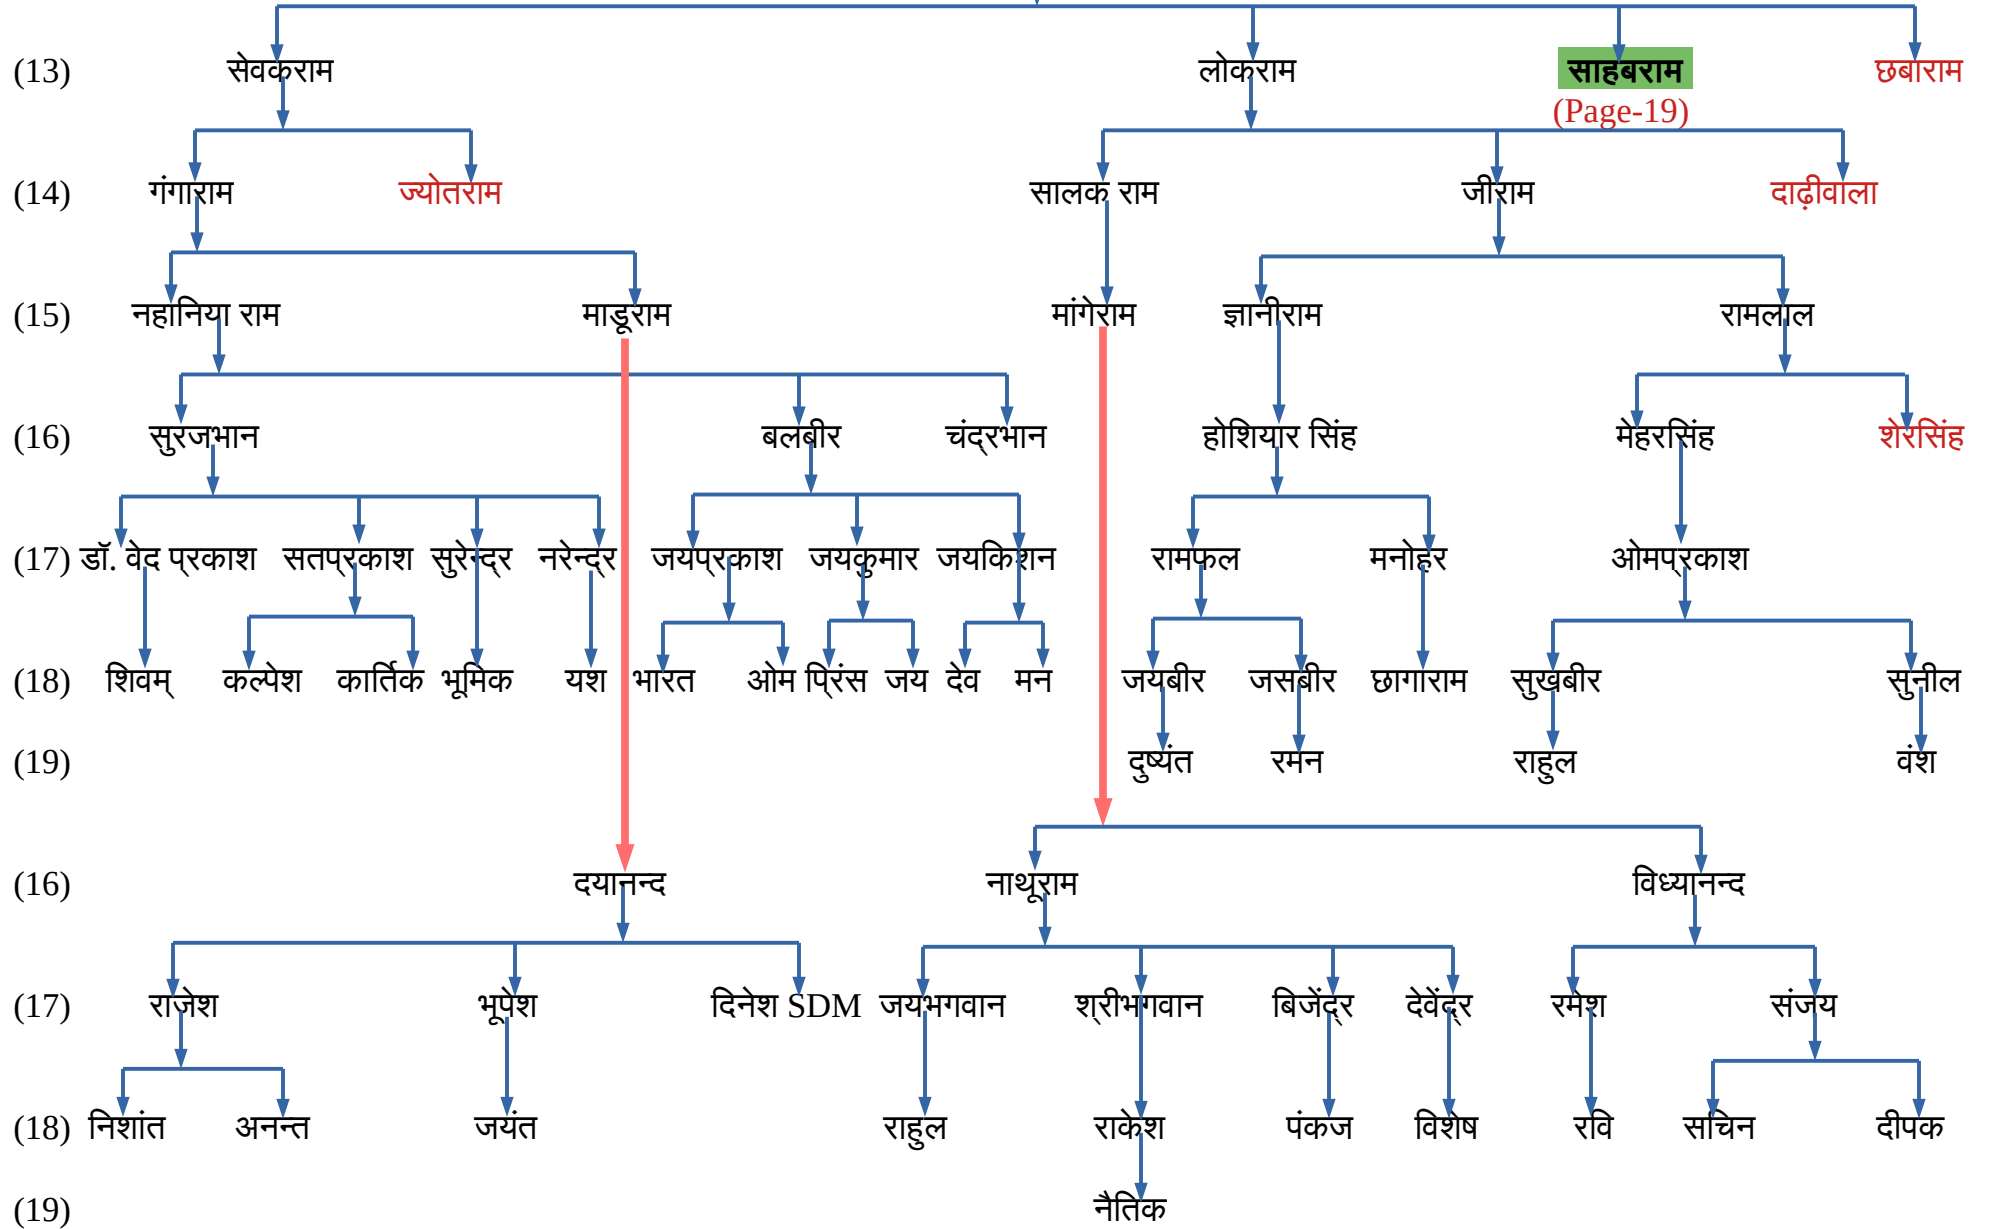 (13) सेवकराम लोकराम साहबराम छबाराम
(Page-19)
(14) गंगाराम ज्योतराम सालक राम जीराम दाढ़ीवाला
(15) नहानिया राम माडूराम मांगेराम ज्ञानीराम रामलाल
(16) सुरजभान बलबीर चंद्रभान होशियार सिंह मेहरसिंह शेरसिंह
(17) डॉ. वेद प्रकाश सतप्रकाश सुरेन्द्र नरेन्द्र जयप्रकाश जयकुमार जयकिशन रामफल मनोहर ओमप्रकाश
(18) शिवम् कल्पेश कार्तिक भूमिक यश भारत ओम प्रिंस जय देव मन जयबीर जसबीर छागाराम सुखबीर सुनील
(19) दुष्यंत रमन राहुल वंश
(16) दयानन्द नाथूराम विध्यानन्द
(17) राजेश भूपेश दिनेश SDM जयभगवान श्रीभगवान बिजेंद्र देवेंद्र रमेश संजय
(18) निशांत अनन्त जयंत राहुल राकेश पंकज विशेष रवि सचिन दीपक
(19) नैतिक